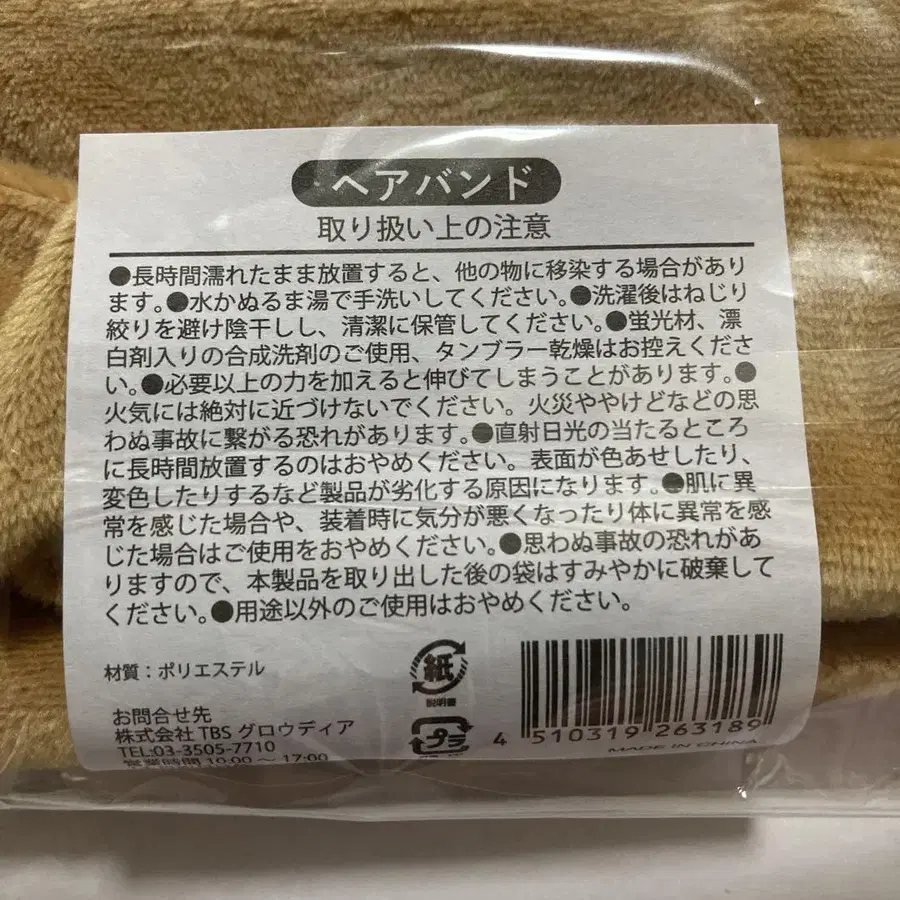 ヘアバンド
取り扱い上の注意
●長時間濡れたまま放置すると、他の物に移染する場合があり
ます。●水かぬるま湯で手洗いしてください。●洗濯後はねじり
絞りを避け陰干しし、清潔に保管してください。●蛍光材、漂
白剤入りの合成洗剤のご使用、タンブラー乾燥はお控えくださ
い。●必要以上の力を加えると伸びてしまうことがあります。●
火気には絶対に近づけないでください。火災ややけどなどの思
わぬ事故に繋がる恐れがあります。●直射日光の当たるところ
に長時間放置するのはおやめください。表面が色あせしたり、
変色したりするなど製品が劣化する原因になります。●肌に異
常を感じた場合や、装着時に気分が悪くなったり体に異常を感
じた場合はご使用をおやめください。●思わぬ事故の恐れがあ
りますので、本製品を取り出した後の袋はすみやかに破棄して
ください。●用途以外のご使用はおやめください。
材質：ポリエステル
お問合せ先
株式会社 TBS グロウディア
TEL:03-3505-7710
営業時間 10:00 〜 17:00
紙
説明書
プラ
4 510319 263189
MADE IN CHINA